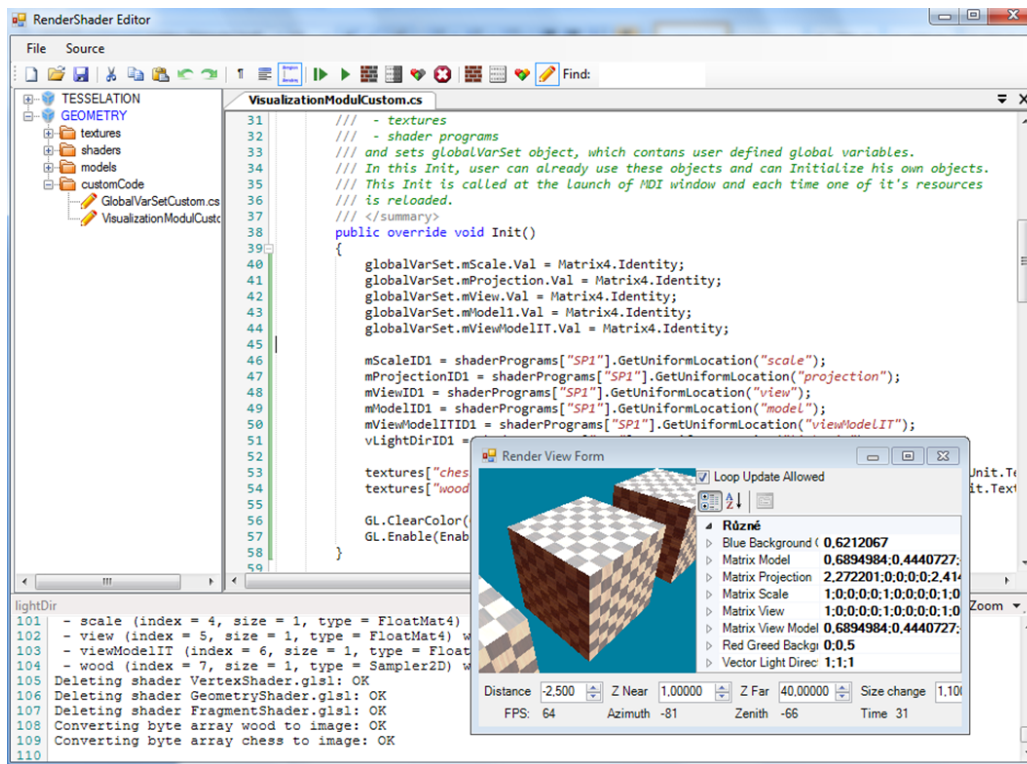 RenderShader Editor
File Source
Find:
TESSELATION
GEOMETRY
textures
shaders
models
customCode
GlobalVarSetCustom.cs
VisualizationModulCustc
VisualizationModulCustom.cs
31 /// - textures
32 /// - shader programs
33 /// and sets globalVarSet object, which contans user defined global variables.
34 /// In this Init, user can already use these objects and can Initialize his own objects.
35 /// This Init is called at the launch of MDI window and each time one of it's resources
36 /// is reloaded.
37 /// </summary>
38 public override void Init()
39 {
40 globalVarSet.mScale.Val = Matrix4.Identity;
41 globalVarSet.mProjection.Val = Matrix4.Identity;
42 globalVarSet.mView.Val = Matrix4.Identity;
43 globalVarSet.mModel1.Val = Matrix4.Identity;
44 globalVarSet.mViewModelIT.Val = Matrix4.Identity;
45
46 mScaleID1 = shaderPrograms["SP1"].GetUniformLocation("scale");
47 mProjectionID1 = shaderPrograms["SP1"].GetUniformLocation("projection");
48 mViewID1 = shaderPrograms["SP1"].GetUniformLocation("view");
49 mModelID1 = shaderPrograms["SP1"].GetUniformLocation("model");
50 mViewModelITID1 = shaderPrograms["SP1"].GetUniformLocation("viewModelIT");
51 vLightDirID1 =
52
53 textures["ches Unit.Te
54 textures["wood it.Text
55
56 GL.ClearColor(
57 GL.Enable(Enab
58 }
59
lightDir
Zoom
101 - scale (index = 4, size = 1, type = FloatMat4)
102 - view (index = 5, size = 1, type = FloatMat4) w
103 - viewModelIT (index = 6, size = 1, type = Float
104 - wood (index = 7, size = 1, type = Sampler2D) w
105 Deleting shader VertexShader.glsl: OK
106 Deleting shader GeometryShader.glsl: OK
107 Deleting shader FragmentShader.glsl: OK
108 Converting byte array wood to image: OK
109 Converting byte array chess to image: OK
110
Render View Form
Loop Update Allowed
Různé
Blue Background ( 0,6212067
Matrix Model 0,6894984;0,4440727;
Matrix Projection 2,272201;0;0;0;0;2,414
Matrix Scale 1;0;0;0;0;1;0;0;0;0;1;0
Matrix View 1;0;0;0;0;1;0;0;0;0;1;0
Matrix View Model 0,6894984;0,4440727;
Red Greed Backgr 0;0,5
Vector Light Direc 1;1;1
Distance -2,500 Z Near 1,00000 Z Far 40,00000 Size change 1,100
FPS: 64 Azimuth -81 Zenith -66 Time 31